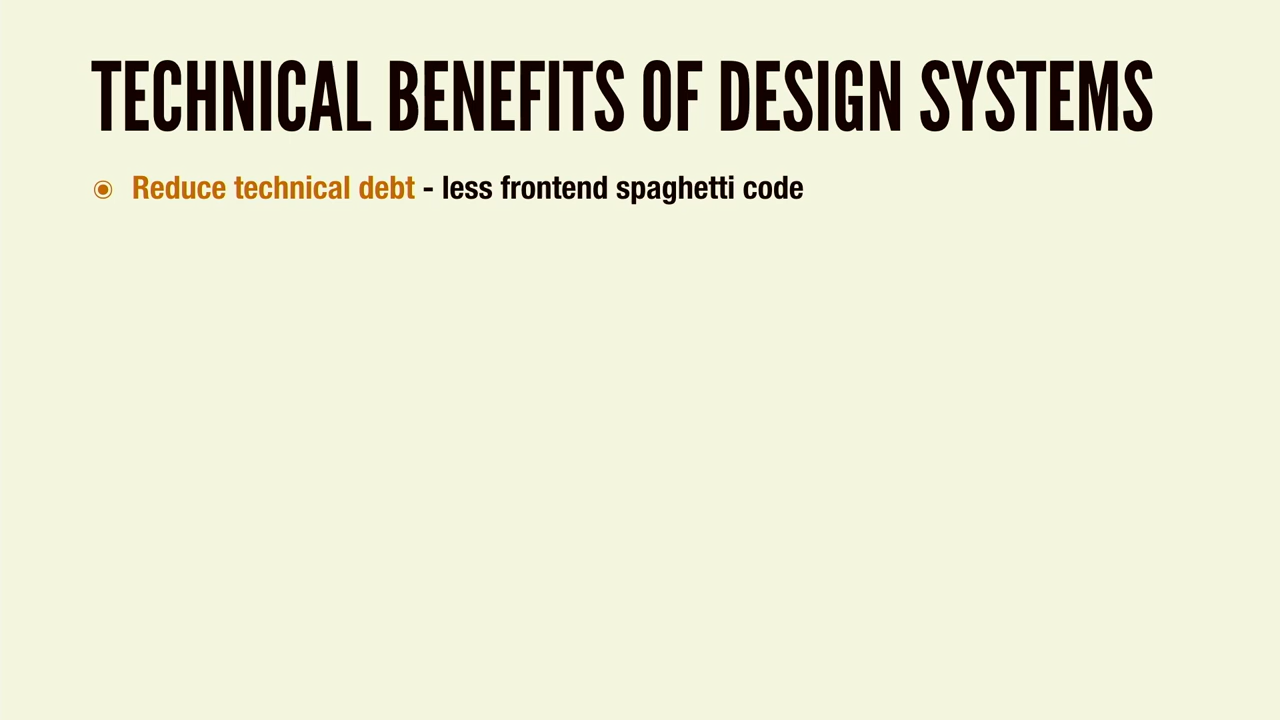 TECHNICAL BENEFITS OF DESIGN SYSTEMS
Reduce technical debt - less frontend spaghetti code